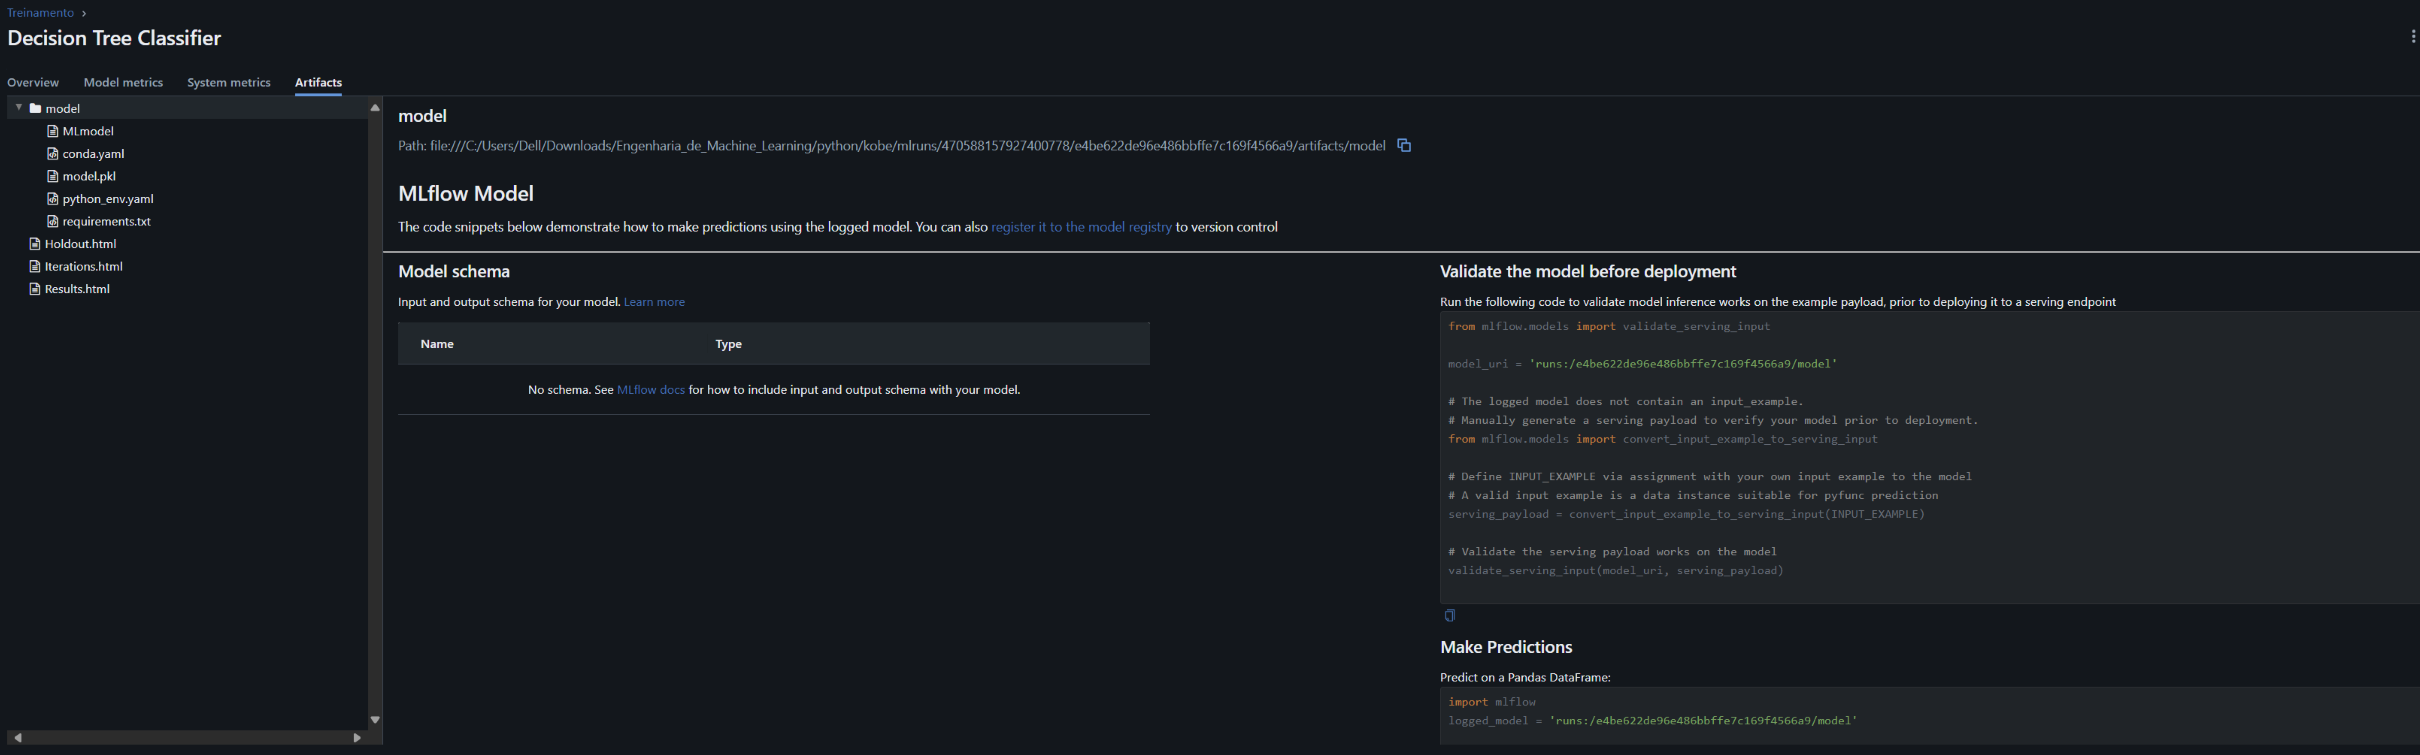 Treinamento
Decision Tree Classifier
Overview Model metrics System metrics Artifacts
model
MLmodel
conda.yaml
model.pkl
python_env.yaml
requirements.txt
Holdout.html
Iterations.html
Results.html
model
Path: file:///C:/Users/Dell/Downloads/Engenharia_de_Machine_Learning/python/kobe/mlruns/470588157927400778/e4be622de96e486bbffe7c169f4566a9/artifacts/model
MLflow Model
The code snippets below demonstrate how to make predictions using the logged model. You can also register it to the model registry to version control
Model schema
Input and output schema for your model. Learn more
Name Type
No schema. See MLflow docs for how to include input and output schema with your model.
Validate the model before deployment
Run the following code to validate model inference works on the example payload, prior to deploying it to a serving endpoint
from mlflow.models import validate_serving_input
model_uri = 'runs:/e4be622de96e486bbffe7c169f4566a9/model'
# The logged model does not contain an input_example.
# Manually generate a serving payload to verify your model prior to deployment.
from mlflow.models import convert_input_example_to_serving_input
# Define INPUT_EXAMPLE via assignment with your own input example to the model
# A valid input example is a data instance suitable for pyfunc prediction
serving_payload = convert_input_example_to_serving_input(INPUT_EXAMPLE)
# Validate the serving payload works on the model
validate_serving_input(model_uri, serving_payload)
Make Predictions
Predict on a Pandas DataFrame:
import mlflow
logged_model = 'runs:/e4be622de96e486bbffe7c169f4566a9/model'